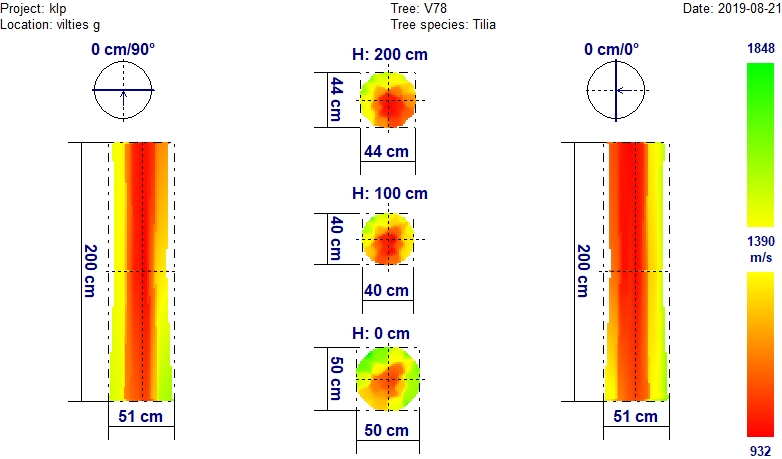 Project: klp
Location: vilties g
Tree: V78
Tree species: Tilia
Date: 2019-08-21
0 cm/90°
200 cm
51 cm
H: 200 cm
44 cm
44 cm
H: 100 cm
40 cm
40 cm
H: 0 cm
50 cm
50 cm
0 cm/0°
200 cm
51 cm
1848
1390
m/s
932